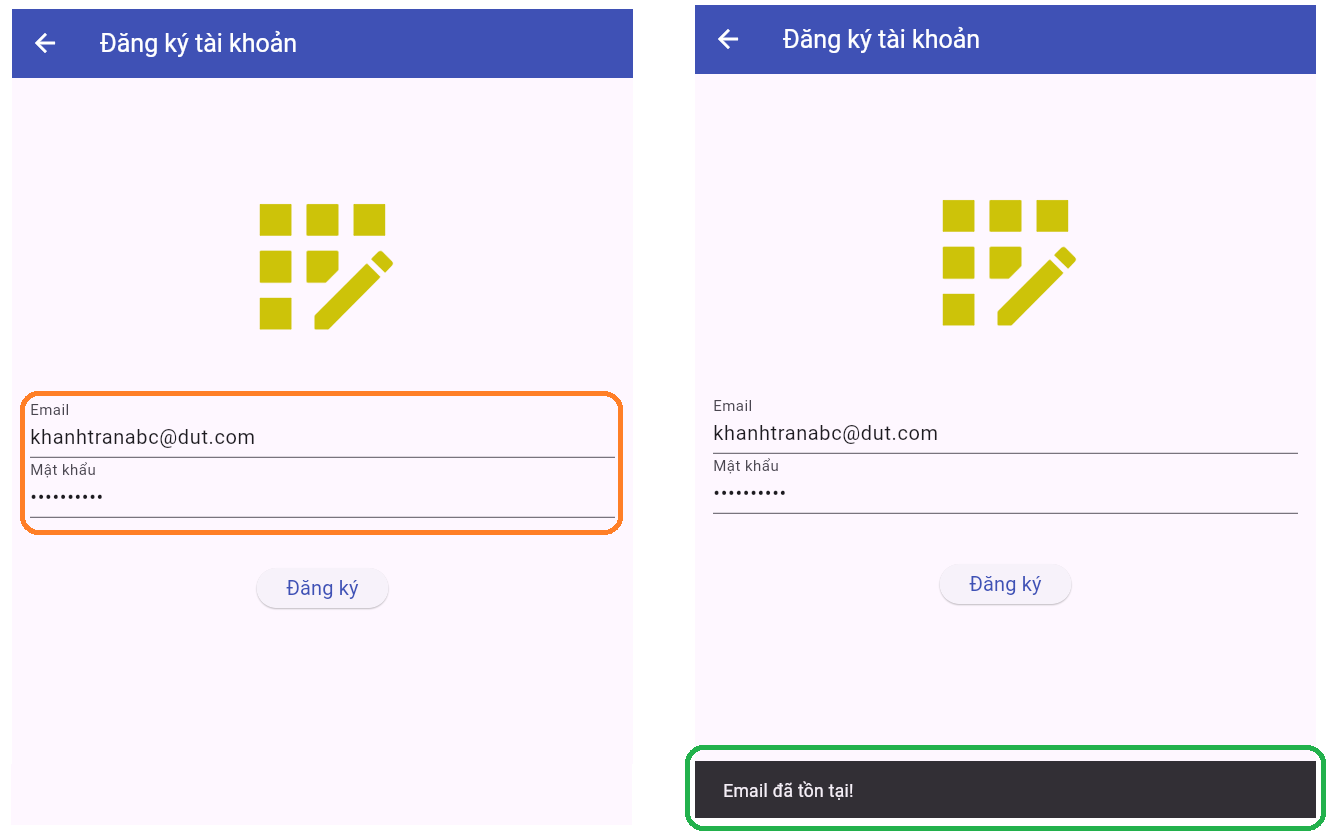 Đăng ký tài khoản
Email
khanhtranabc@dut.com
Mật khẩu
••••••••••
Đăng ký
Đăng ký tài khoản
Email
khanhtranabc@dut.com
Mật khẩu
••••••••••
Đăng ký
Email đã tồn tại!